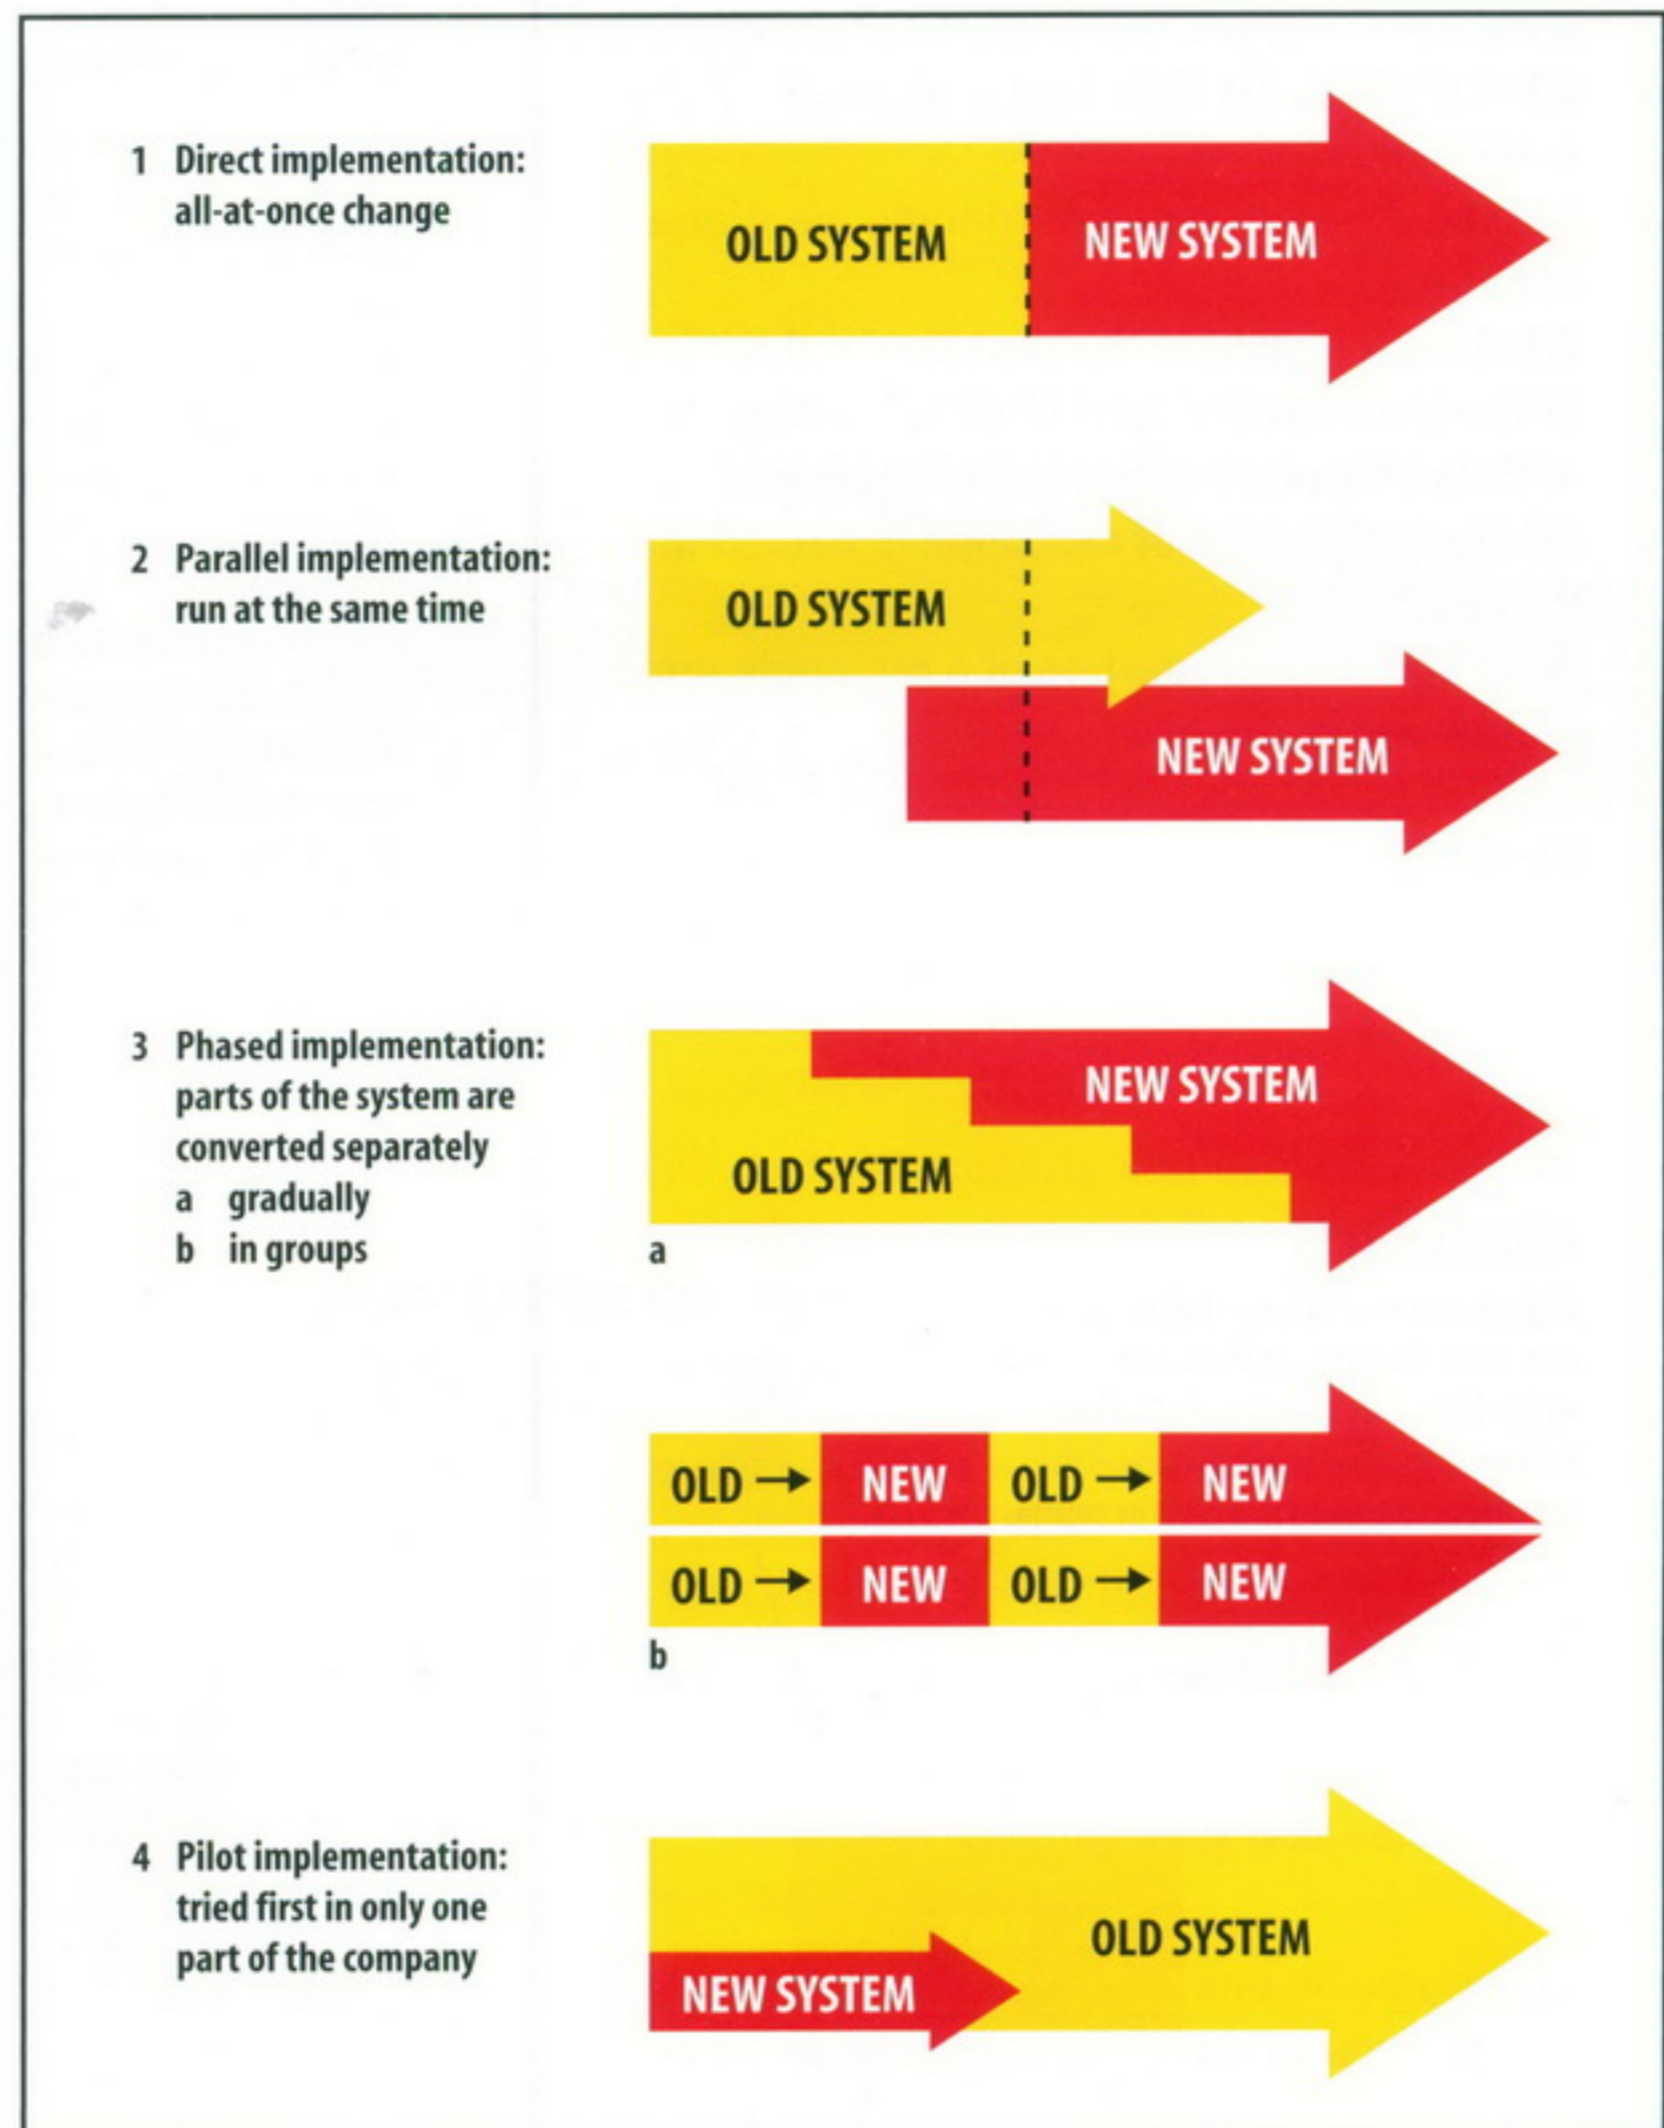 1 Direct implementation:
all-at-once change
OLD SYSTEM
NEW SYSTEM
2 Parallel implementation:
run at the same time
OLD SYSTEM
NEW SYSTEM
3 Phased implementation:
parts of the system are
converted separately
a gradually
b in groups
NEW SYSTEM
OLD SYSTEM
a
OLD → NEW OLD → NEW
OLD → NEW OLD → NEW
b
4 Pilot implementation:
tried first in only one
part of the company
OLD SYSTEM
NEW SYSTEM